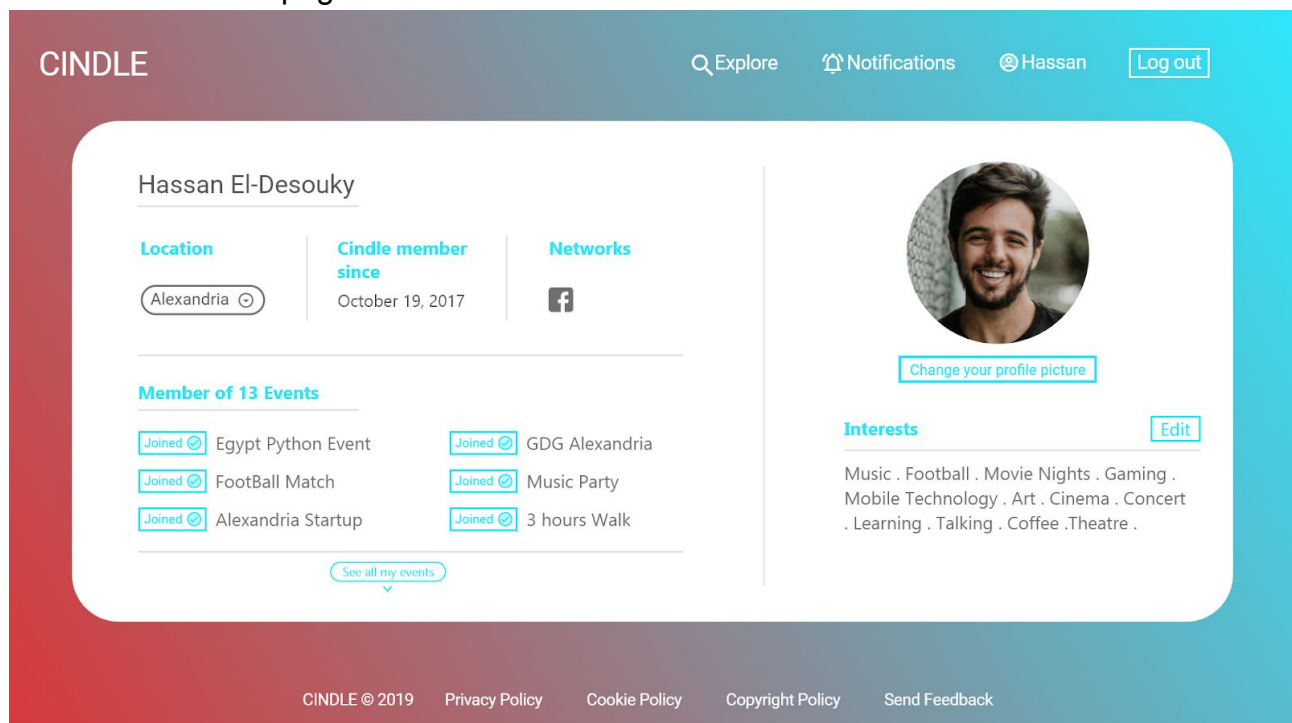 CINDLE
Explore
Notifications
Hassan
Log out
Hassan El-Desouky
Location
Alexandria
Cindle member
since
October 19, 2017
Networks
Member of 13 Events
Joined Egypt Python Event
Joined GDG Alexandria
Joined FootBall Match
Joined Music Party
Joined Alexandria Startup
Joined 3 hours Walk
See all my events
Change your profile picture
Interests
Edit
Music . Football . Movie Nights . Gaming .
Mobile Technology . Art . Cinema . Concert
. Learning . Talking . Coffee .Theatre .
CINDLE © 2019
Privacy Policy
Cookie Policy
Copyright Policy
Send Feedback